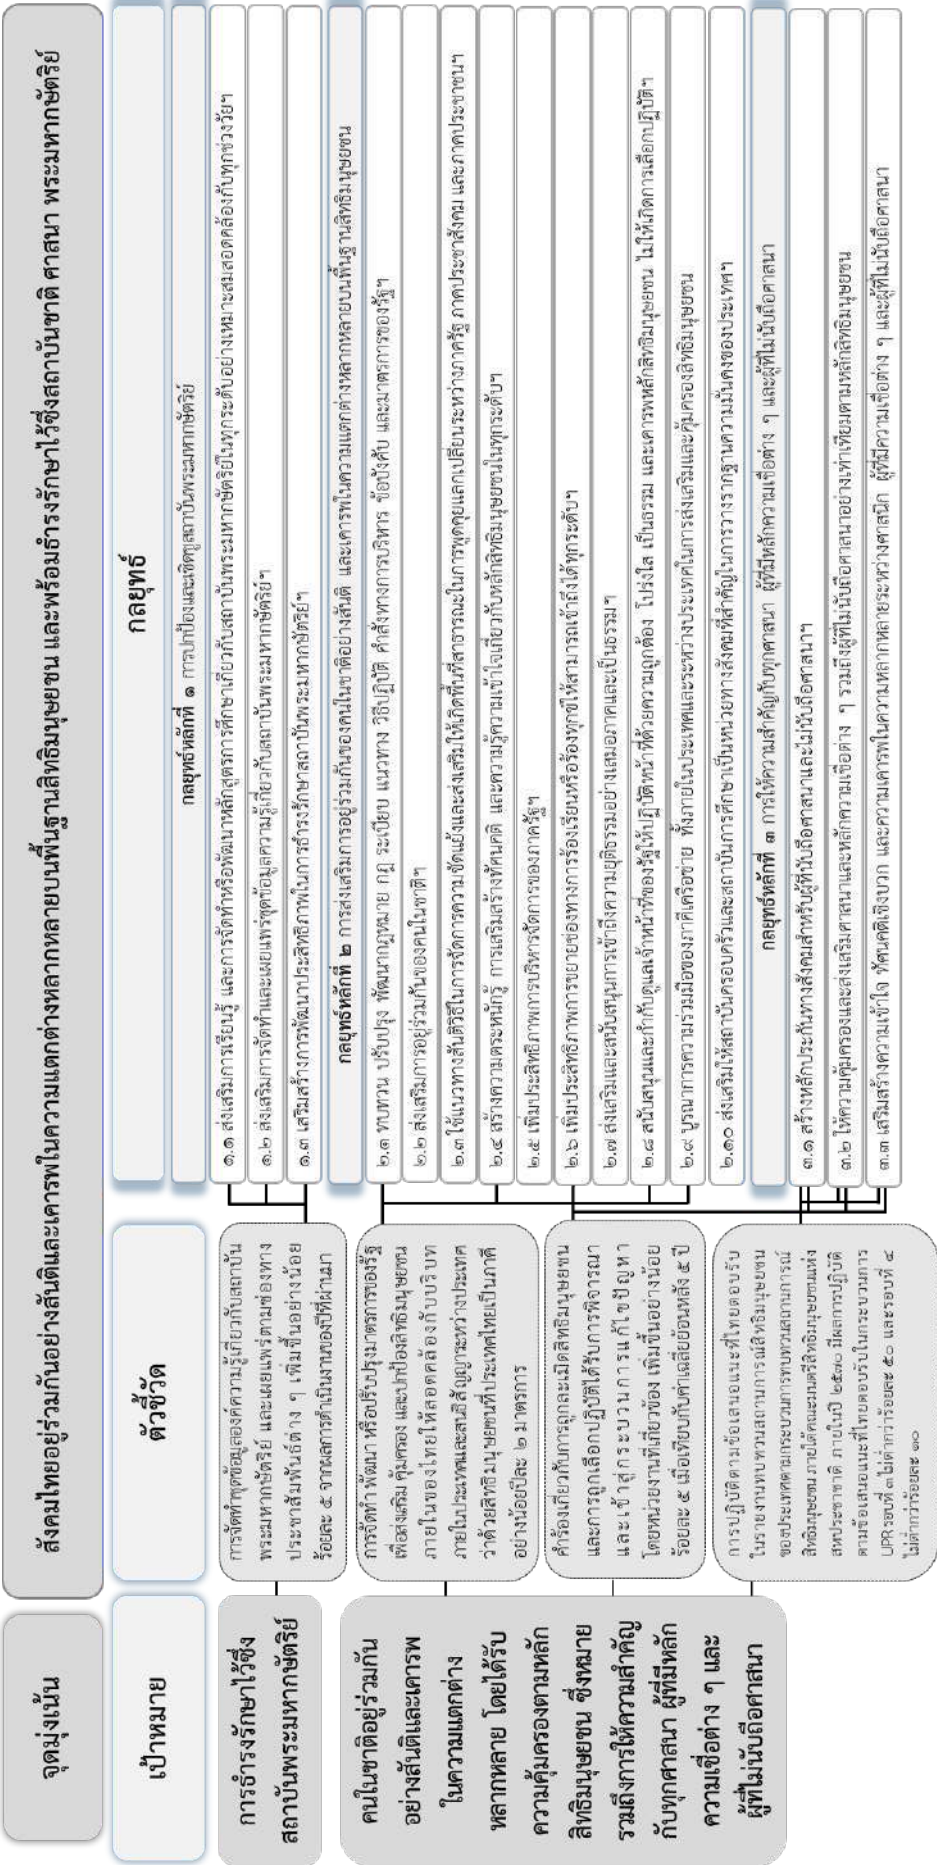 จุดมุ่งเน้น
สังคมไทยอยู่ร่วมกันอย่างสันติและเคารพในความแตกต่างหลากหลายบนพื้นฐานสิทธิมนุษยชน และพร้อมธำรงรักษาไว้ซึ่งสถาบันชาติ ศาสนา พระมหากษัตริย์
เป้าหมาย
ตัวชี้วัด
กลยุทธ์
การธำรงรักษาไว้ซึ่ง
สถาบันพระมหากษัตริย์
คนในชาติอยู่ร่วมกัน
อย่างสันติและเคารพ
ในความแตกต่าง
หลากหลาย โดยได้รับ
ความคุ้มครองตามหลัก
สิทธิมนุษยชน ซึ่งหมาย
รวมถึงการให้ความสำคัญ
กับทุกศาสนา ผู้ที่มีหลัก
ความเชื่อต่าง ๆ และ
ผู้ที่ไม่นับถือศาสนา
การจัดทำชุดข้อมูลองค์ความรู้เกี่ยวกับสถาบัน
พระมหากษัตริย์ และเผยแพร่ตามช่องทาง
ประชาสัมพันธ์ต่าง ๆ เพิ่มขึ้นอย่างน้อย
ร้อยละ ๕ จากผลการดำเนินงานของปีที่ผ่านมา
การจัดทำ พัฒนา หรือปรับปรุงมาตรการของรัฐ
เพื่อส่งเสริม คุ้มครอง และปกป้องสิทธิมนุษยชน
ภายในของไทยให้สอดคล้องกับบริบท
ภายในประเทศและสนธิสัญญาระหว่างประเทศ
ว่าด้วยสิทธิมนุษยชนที่ประเทศไทยเป็นภาคี
อย่างน้อยปีละ ๒ มาตรการ
คำร้องเกี่ยวกับการถูกละเมิดสิทธิมนุษยชน
และการถูกเลือกปฏิบัติได้รับการพิจารณา
และเข้าสู่กระบวนการแก้ไขปัญหา
โดยหน่วยงานที่เกี่ยวข้อง เพิ่มขึ้นอย่างน้อย
ร้อยละ ๕ เมื่อเทียบกับค่าเฉลี่ยย้อนหลัง ๕ ปี
การปฏิบัติตามข้อเสนอแนะที่ไทยตอบรับ
ในรายงานทบทวนสถานการณ์สิทธิมนุษยชน
ของประเทศตามกระบวนการทบทวนสถานการณ์
สิทธิมนุษยชน ภายใต้คณะมนตรีสิทธิมนุษยชนแห่ง
สหประชาชาติ ภายในปี ๒๕๗๐ มีผลการปฏิบัติ
ตามข้อเสนอแนะที่ไทยตอบรับในกระบวนการ
UPR รอบที่ ๓ ไม่ต่ำกว่าร้อยละ ๕๐ และรอบที่ ๔
ไม่ต่ำกว่าร้อยละ ๓๐
กลยุทธ์หลักที่ ๑ การปกป้องและเชิดชูสถาบันพระมหากษัตริย์
๑.๑ ส่งเสริมการเรียนรู้ และการจัดทำหรือพัฒนาหลักสูตรการศึกษาเกี่ยวกับสถาบันพระมหากษัตริย์ในทุกระดับอย่างเหมาะสมสอดคล้องกับทุกช่วงวัยฯ
๑.๒ ส่งเสริมการจัดทำและเผยแพร่ชุดข้อมูลความรู้เกี่ยวกับสถาบันพระมหากษัตริย์ฯ
๑.๓ เสริมสร้างการพัฒนาประสิทธิภาพในการธำรงรักษาสถาบันพระมหากษัตริย์ฯ
กลยุทธ์หลักที่ ๒ การส่งเสริมการอยู่ร่วมกันของคนในชาติอย่างสันติ และเคารพในความแตกต่างหลากหลายบนพื้นฐานสิทธิมนุษยชน
๒.๑ ทบทวน ปรับปรุง พัฒนากฎหมาย กฎ ระเบียบ แนวทาง วิธีปฏิบัติ คำสั่งทางการบริหาร ข้อบังคับ และมาตรการของรัฐฯ
๒.๒ ส่งเสริมการอยู่ร่วมกันของคนในชาติฯ
๒.๓ ใช้แนวทางสันติวิธีในการจัดการความขัดแย้งและส่งเสริมให้เกิดพื้นที่สาธารณะในการพูดคุยแลกเปลี่ยนระหว่างภาครัฐ ภาคประชาสังคม และภาคประชาชนฯ
๒.๔ สร้างความตระหนักรู้ การเสริมสร้างทัศนคติ และความรู้ความเข้าใจเกี่ยวกับหลักสิทธิมนุษยชนในทุกระดับฯ
๒.๕ เพิ่มประสิทธิภาพการบริหารจัดการของภาครัฐฯ
๒.๖ เพิ่มประสิทธิภาพการขยายช่องทางการร้องเรียนหรือร้องทุกข์ให้สามารถเข้าถึงได้ทุกระดับฯ
๒.๗ ส่งเสริมและสนับสนุนการเข้าถึงความยุติธรรมอย่างเสมอภาคและเป็นธรรมฯ
๒.๘ สนับสนุนและกำกับดูแลเจ้าหน้าที่ของรัฐให้ปฏิบัติหน้าที่ด้วยความถูกต้อง โปร่งใส เป็นธรรม และเคารพหลักสิทธิมนุษยชน ไม่ให้เกิดการเลือกปฏิบัติฯ
๒.๙ บูรณาการความร่วมมือของภาคีเครือข่าย ทั้งภายในประเทศและระหว่างประเทศในการส่งเสริมและคุ้มครองสิทธิมนุษยชน
๒.๑๐ ส่งเสริมให้สถาบันครอบครัวและสถาบันการศึกษาเป็นหน่วยทางสังคมที่สำคัญในการวางรากฐานความมั่นคงของประเทศฯ
กลยุทธ์หลักที่ ๓ การให้ความสำคัญกับทุกศาสนา ผู้ที่มีหลักความเชื่อต่าง ๆ และผู้ที่ไม่นับถือศาสนา
๓.๑ สร้างหลักประกันทางสังคมสำหรับผู้ที่นับถือศาสนาและไม่นับถือศาสนาฯ
๓.๒ ให้ความคุ้มครองและส่งเสริมศาสนาและหลักความเชื่อต่าง ๆ รวมถึงผู้ที่ไม่นับถือศาสนาอย่างเท่าเทียมตามหลักสิทธิมนุษยชน
๓.๓ เสริมสร้างความเข้าใจ ทัศนคติเชิงบวก และความเคารพในความหลากหลายระหว่างศาสนิก ผู้ที่มีความเชื่อต่าง ๆ และผู้ที่ไม่นับถือศาสนา